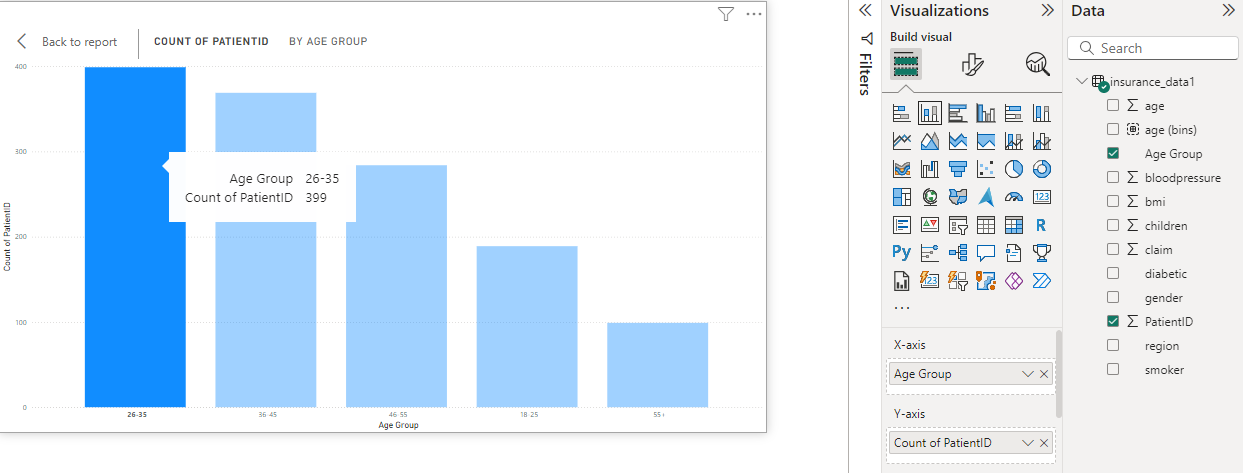 Back to report
COUNT OF PATIENTID
BY AGE GROUP
400
300
200
100
0
Count of PatientID
Age Group 26-35
Count of PatientID 399
26-35
36-45
46-55
18-25
55+
Age Group
Filters
Visualizations
Build visual
123
R
Py
123
...
X-axis
Age Group
Y-axis
Count of PatientID
Data
Search
insurance_data1
Σ age
age (bins)
Age Group
Σ bloodpressure
Σ bmi
Σ children
Σ claim
diabetic
gender
Σ PatientID
region
smoker